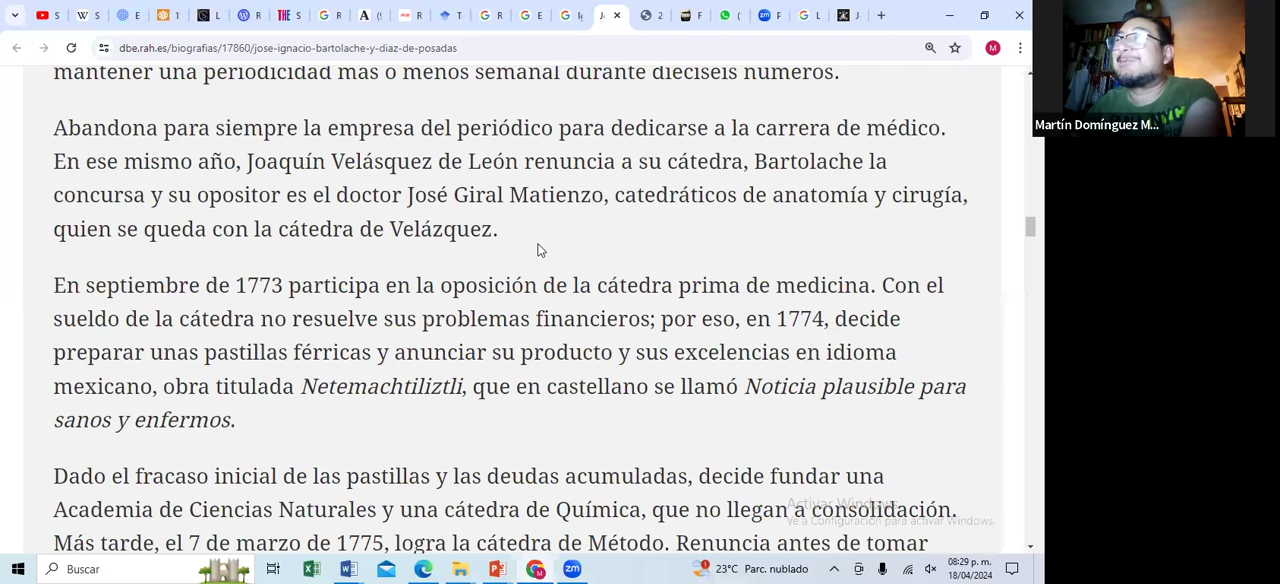 S W S E 1 L R THE S R A ( R T R E Ig Jo 2 F ( P L J
dbe.rah.es/biografias/17860/jose-ignacio-bartolache-y-diaz-de-posadas
M
Martín Domínguez M...
mantener una periodicidad más o menos semanal durante dieciséis números.
Abandona para siempre la empresa del periódico para dedicarse a la carrera de médico.
En ese mismo año, Joaquín Velásquez de León renuncia a su cátedra, Bartolache la
concursa y su opositor es el doctor José Giral Matienzo, catedráticos de anatomía y cirugía,
quien se queda con la cátedra de Velázquez.
En septiembre de 1773 participa en la oposición de la cátedra prima de medicina. Con el
sueldo de la cátedra no resuelve sus problemas financieros; por eso, en 1774, decide
preparar unas pastillas férricas y anunciar su producto y sus excelencias en idioma
mexicano, obra titulada Netemachtiliztli, que en castellano se llamó Noticia plausible para
sanos y enfermos.
Dado el fracaso inicial de las pastillas y las deudas acumuladas, decide fundar una
Academia de Ciencias Naturales y una cátedra de Química, que no llegan a consolidación.
Más tarde, el 7 de marzo de 1775, logra la cátedra de Método. Renuncia antes de tomar
Activar Windows
Ve a Configuración para activar Windows.
Buscar
zm
23°C Parc. nublado
08:29 p. m.
18/04/2024